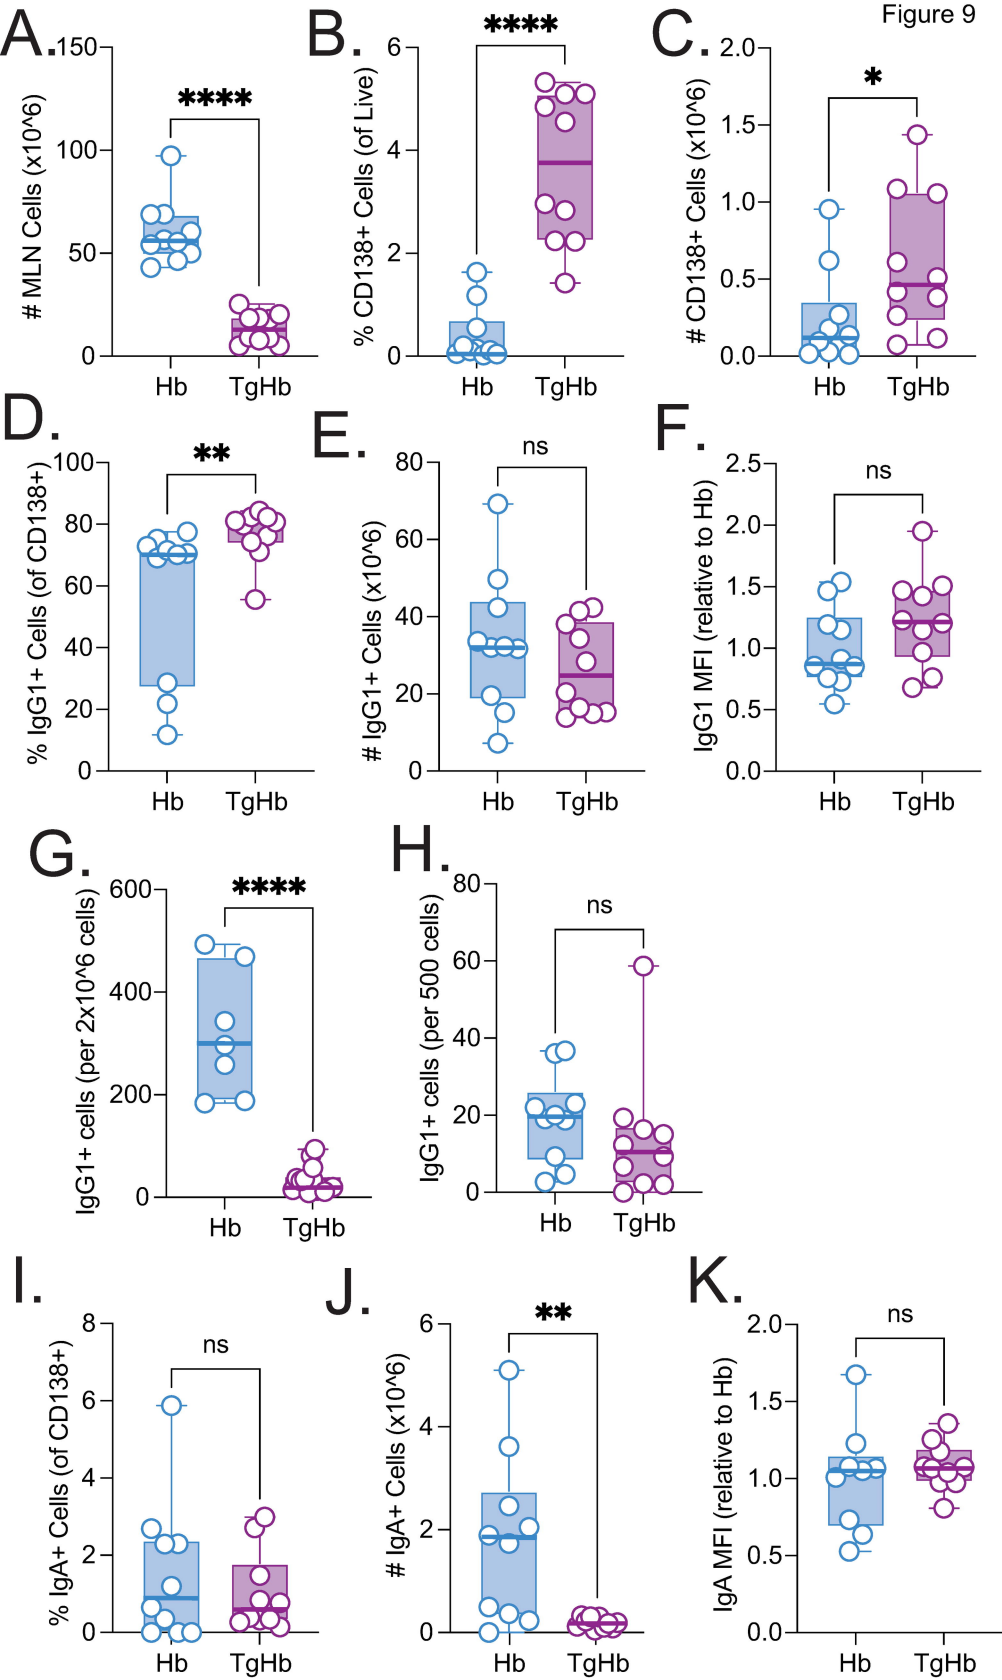 Figure 9
A.
# MLN Cells (x10^6)
150
100
50
0
****
Hb
TgHb
B.
% CD138+ Cells (of Live)
6
4
2
0
****
Hb
TgHb
C.
# CD138+ Cells (x10^6)
2.0
1.5
1.0
0.5
0.0
*
Hb
TgHb
D.
% IgG1+ Cells (of CD138+)
100
80
60
40
20
0
**
Hb
TgHb
E.
# IgG1+ Cells (x10^6)
80
60
40
20
0
ns
Hb
TgHb
F.
IgG1 MFI (relative to Hb)
2.5
2.0
1.5
1.0
0.5
0.0
ns
Hb
TgHb
G.
IgG1+ cells (per 2x10^6 cells)
600
400
200
0
****
Hb
TgHb
H.
IgG1+ cells (per 500 cells)
80
60
40
20
0
ns
Hb
TgHb
I.
% IgA+ Cells (of CD138+)
8
6
4
2
0
ns
Hb
TgHb
J.
# IgA+ Cells (x10^6)
6
4
2
0
**
Hb
TgHb
K.
IgA MFI (relative to Hb)
2.0
1.5
1.0
0.5
0.0
ns
Hb
TgHb